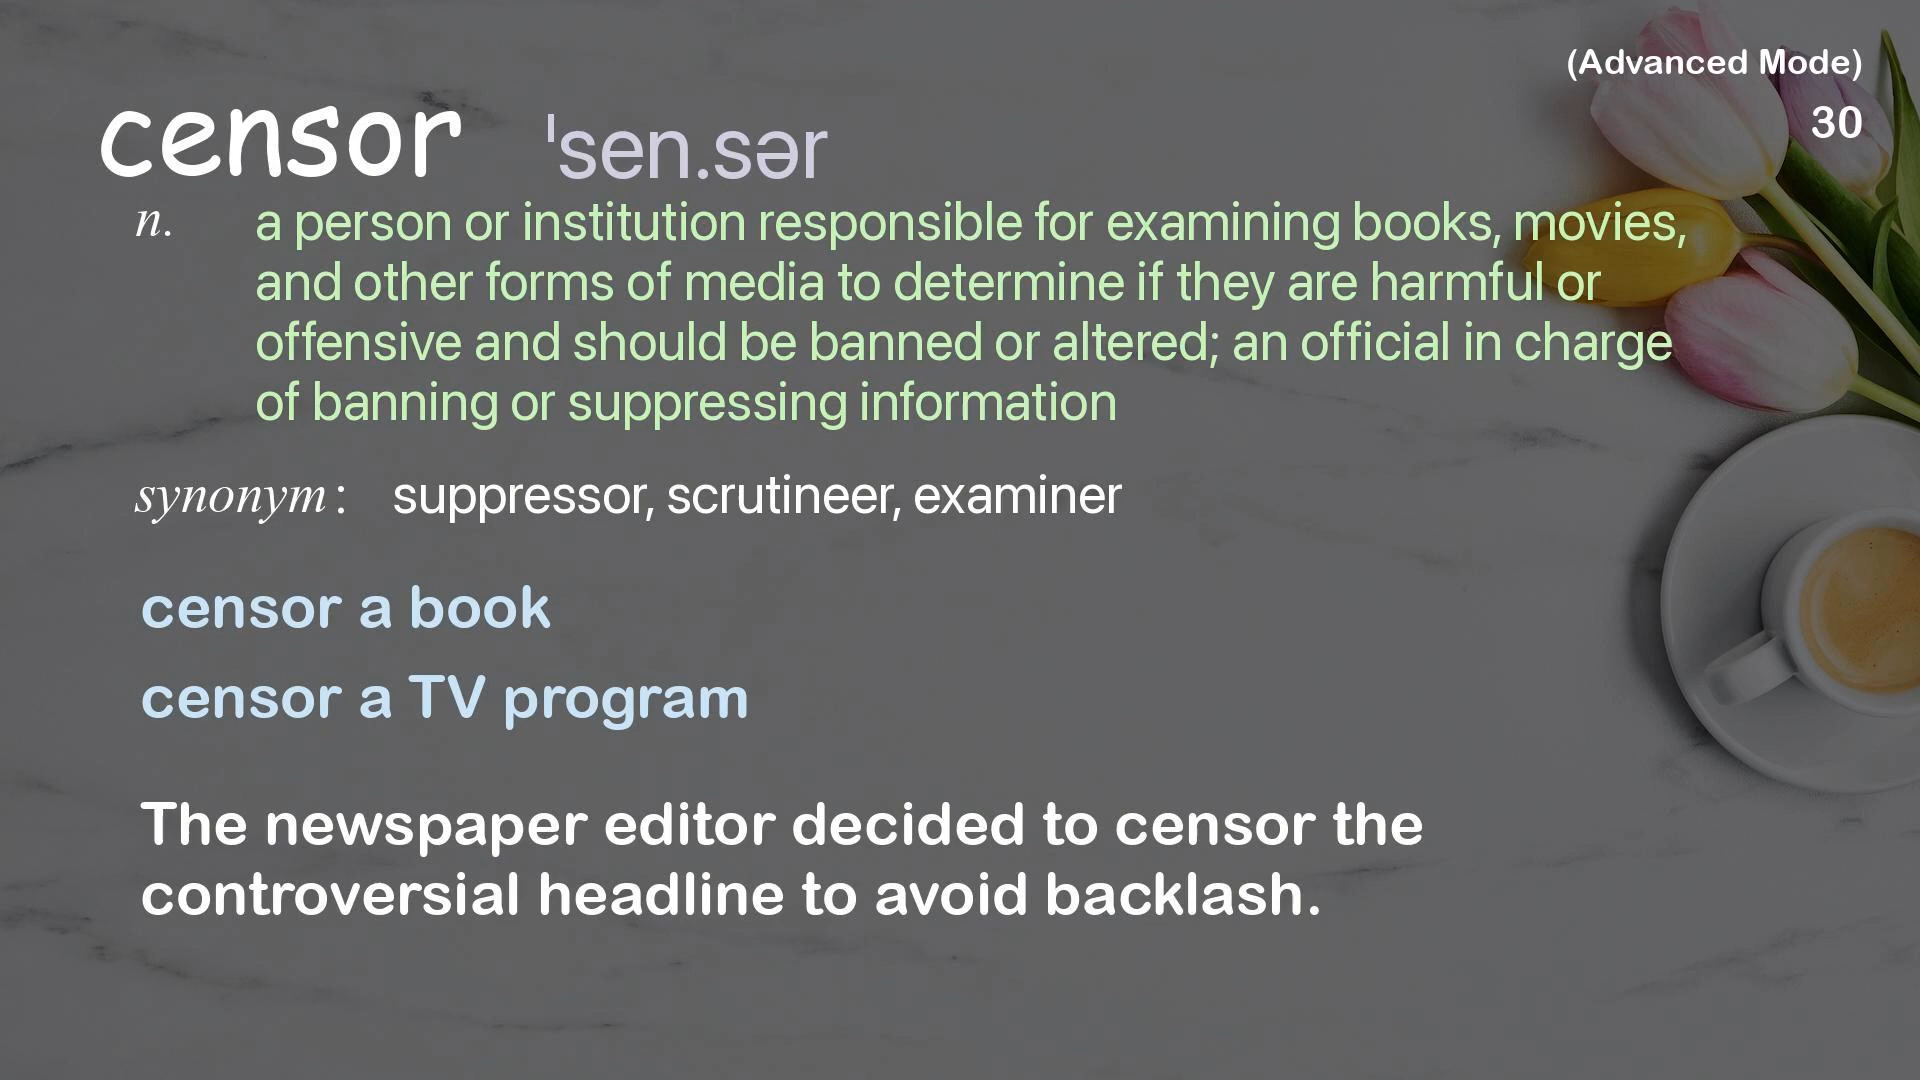 (Advanced Mode)
30
censor ˈsen.sər
n. a person or institution responsible for examining books, movies,
and other forms of media to determine if they are harmful or
offensive and should be banned or altered; an official in charge
of banning or suppressing information
synonym: suppressor, scrutineer, examiner
censor a book
censor a TV program
The newspaper editor decided to censor the
controversial headline to avoid backlash.